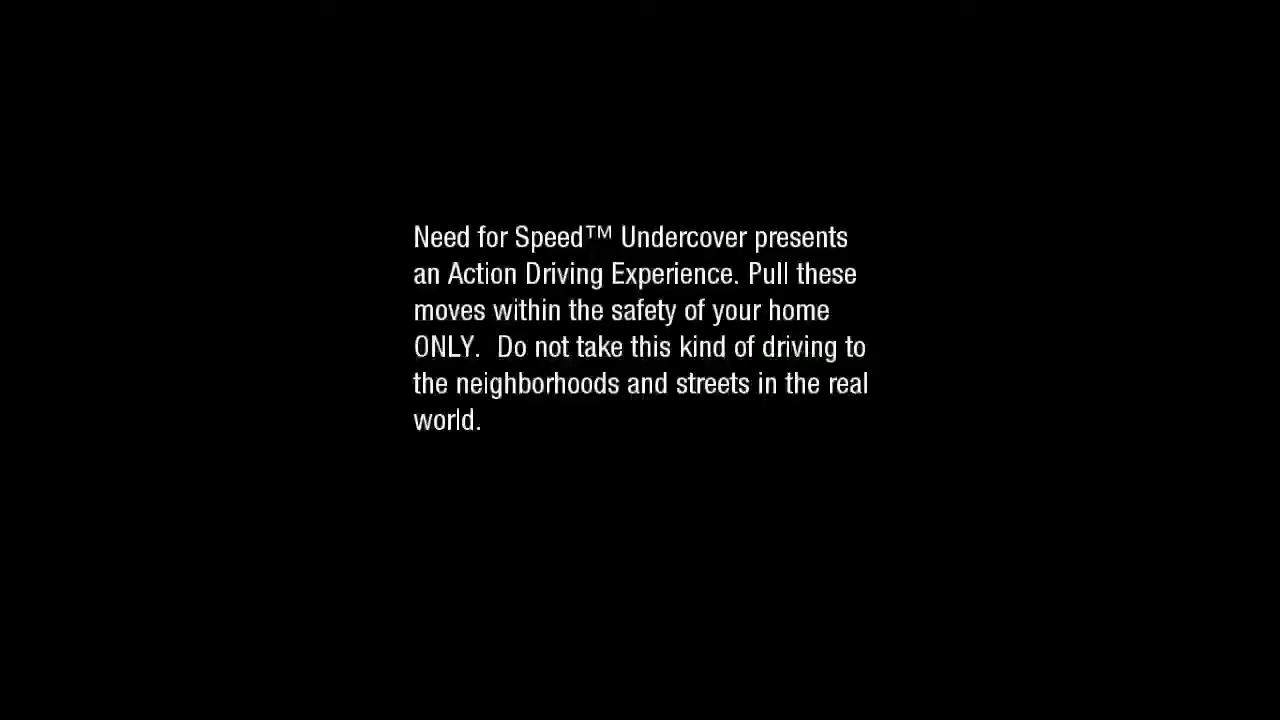 Need for Speed™ Undercover presents
an Action Driving Experience. Pull these
moves within the safety of your home
ONLY.  Do not take this kind of driving to
the neighborhoods and streets in the real
world.